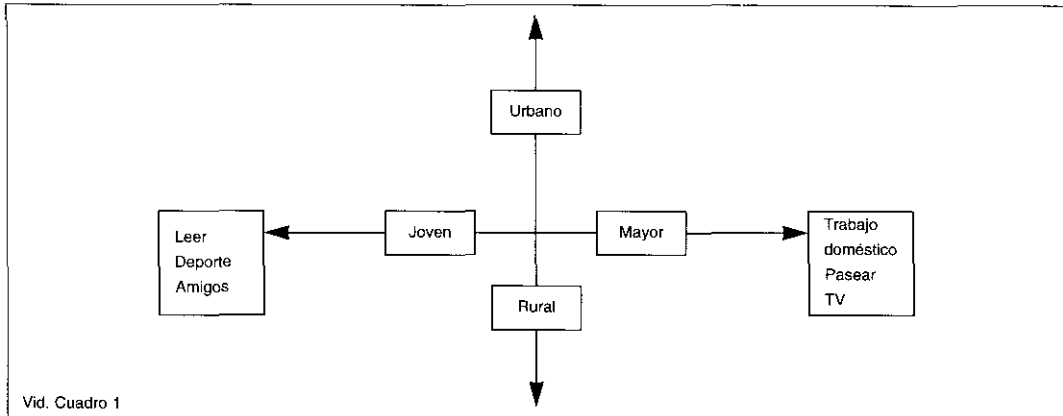 Urbano
Leer
Deporte
Amigos
Joven
Mayor
Trabajo
doméstico
Pasear
TV
Rural
Vid. Cuadro 1